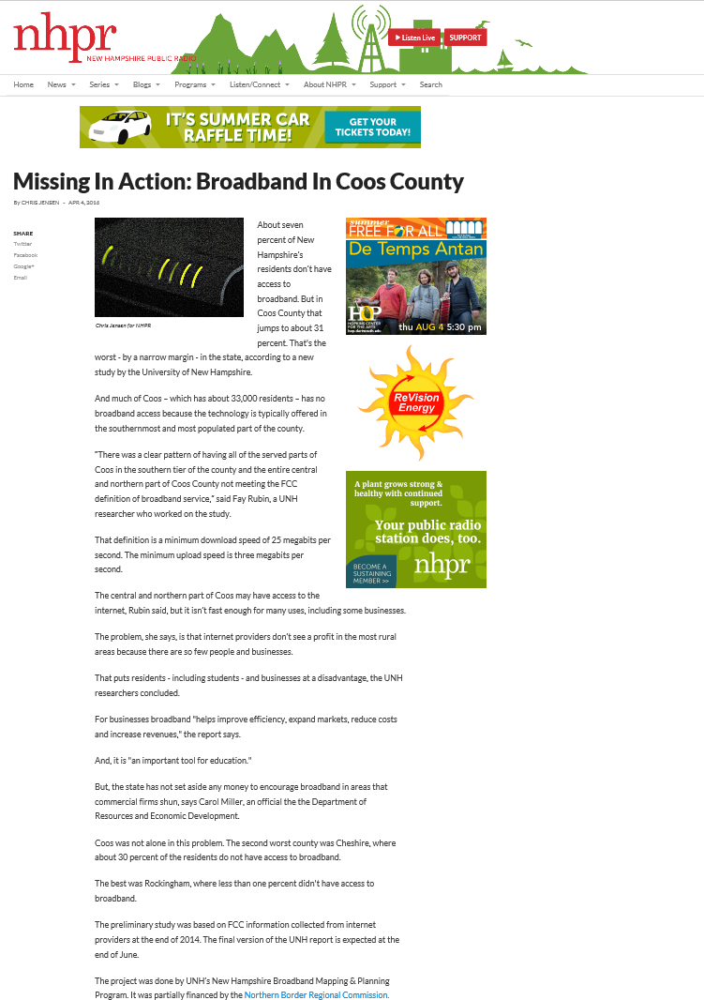 nhpr
NEW HAMPSHIRE PUBLIC RADIO
Listen Live
SUPPORT
Home
News
Series
Blogs
Programs
Listen/Connect
About NHPR
Support
Search
IT'S SUMMER CAR
RAFFLE TIME!
GET YOUR
TICKETS TODAY!
Missing In Action: Broadband In Coos County
By CHRIS JENSEN • APR 4, 2016
SHARE
Twitter
Facebook
Google+
Email
Chris Jensen for NHPR
About seven
percent of New
Hampshire's
residents don't have
access to
broadband. But in
Coos County that
jumps to about 31
percent. That's the
worst - by a narrow margin - in the state, according to a new
study by the University of New Hampshire.
And much of Coos – which has about 33,000 residents – has no
broadband access because the technology is typically offered in
the southernmost and most populated part of the county.
“There was a clear pattern of having all of the served parts of
Coos in the southern tier of the county and the entire central
and northern part of Coos County not meeting the FCC
definition of broadband service,” said Fay Rubin, a UNH
researcher who worked on the study.
That definition is a minimum download speed of 25 megabits per
second. The minimum upload speed is three megabits per
second.
The central and northern part of Coos may have access to the
internet, Rubin said, but it isn't fast enough for many uses, including some businesses.
The problem, she says, is that internet providers don't see a profit in the most rural
areas because there are so few people and businesses.
That puts residents - including students - and businesses at a disadvantage, the UNH
researchers concluded.
For businesses broadband "helps improve efficiency, expand markets, reduce costs
and increase revenues," the report says.
And, it is "an important tool for education."
But, the state has not set aside any money to encourage broadband in areas that
commercial firms shun, says Carol Miller, an official the the Department of
Resources and Economic Development.
Coos was not alone in this problem. The second worst county was Cheshire, where
about 30 percent of the residents do not have access to broadband.
The best was Rockingham, where less than one percent didn't have access to
broadband.
The preliminary study was based on FCC information collected from internet
providers at the end of 2014. The final version of the UNH report is expected at the
end of June.
The project was done by UNH's New Hampshire Broadband Mapping & Planning
Program. It was partially financed by the Northern Border Regional Commission.
summer
FREE FOR ALL
De Temps Antan
HOP
HOPKINS CENTER
FOR THE ARTS
hop.dartmouth.edu
thu AUG 4 5:30 pm
ReVision
Energy
A plant grows strong &
healthy with continued
support.
Your public radio
station does, too.
BECOME A
SUSTAINING
MEMBER >>
nhpr